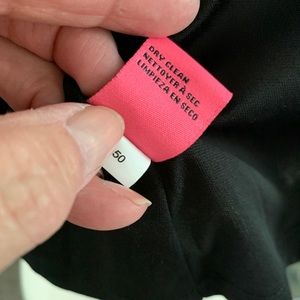 DRY CLEAN
NETTOYER À SEC
LIMPIEZA EN SECO
50